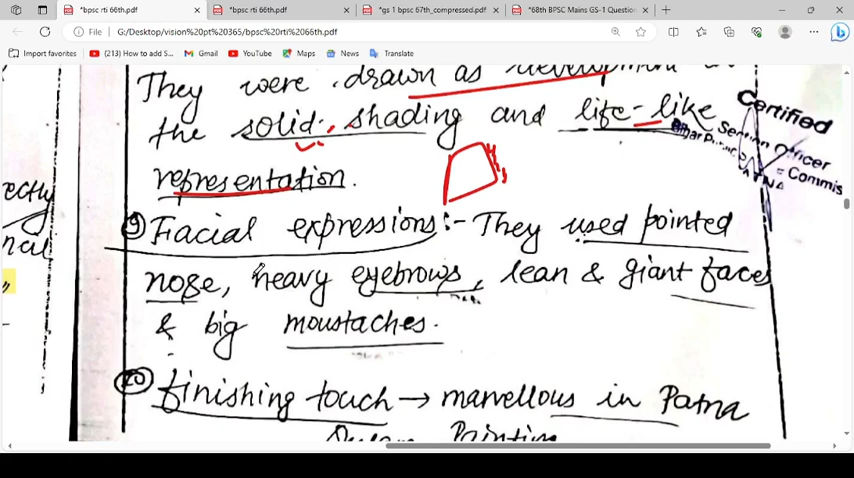 *bpsc rti 66th.pdf
*bpsc rti 66th.pdf
*gs 1 bpsc 67th_compressed.pdf
*68th BPSC Mains GS-1 Question
File | G:/Desktop/vision%20pt%20365/bpsc%20rti%2066th.pdf
Import favorites
(213) How to add S...
Gmail
YouTube
Maps
News
Translate
They were drawn as development
the solid, shading and life-like
representation.
Certified
Section Officer
Commis
ectly
⑨ Facial expressions :- They used pointed
nose, heavy eyebrows, lean & giant faces
& big moustaches.
⑩ finishing touch → marvellous in Patna
Painting